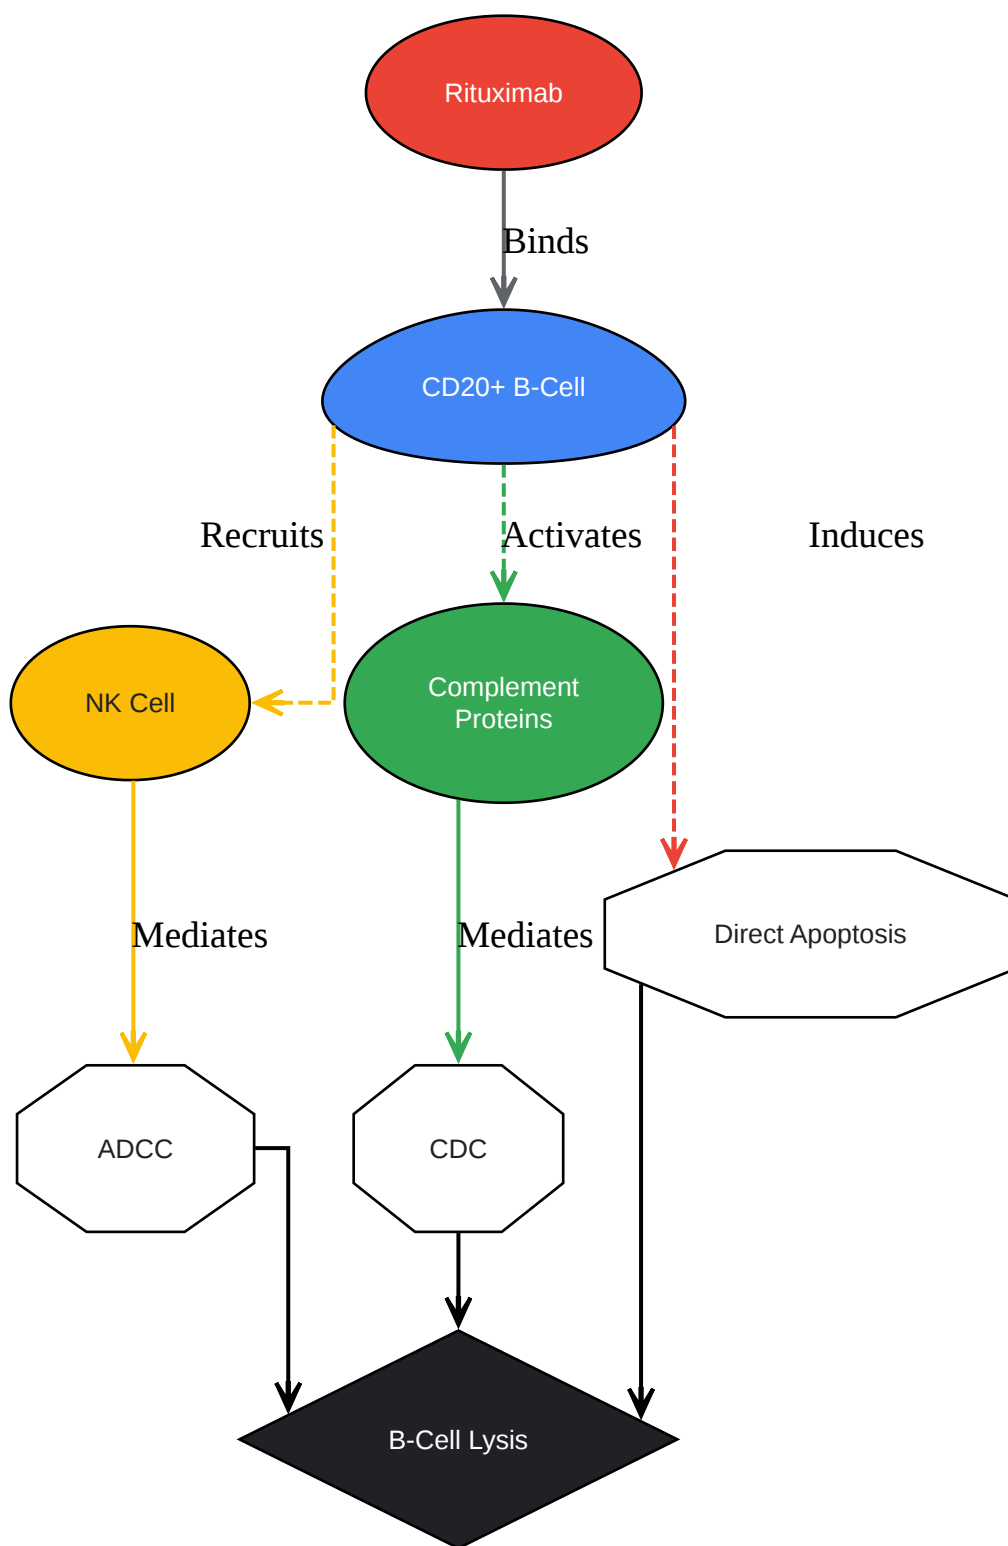 Rituximab
Binds
CD20+ B-Cell
Recruits
Activates
Induces
NK Cell
Complement
Proteins
Mediates
Mediates
Direct Apoptosis
ADCC
CDC
B-Cell Lysis